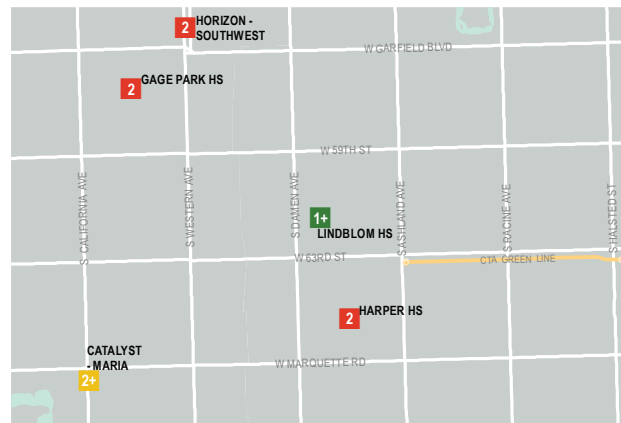 2 HORIZON -
SOUTHWEST
W GARFIELD BLVD
2 GAGE PARK HS
W 59TH ST
S CALIFORNIA AVE
S WESTERN AVE
S DAMEN AVE
S ASHLAND AVE
S RACINE AVE
S HALSTED ST
1+
LINDBLOM HS
W 63RD ST
CTA GREEN LINE
2 HARPER HS
CATALYST
- MARIA
W MARQUETTE RD
2+